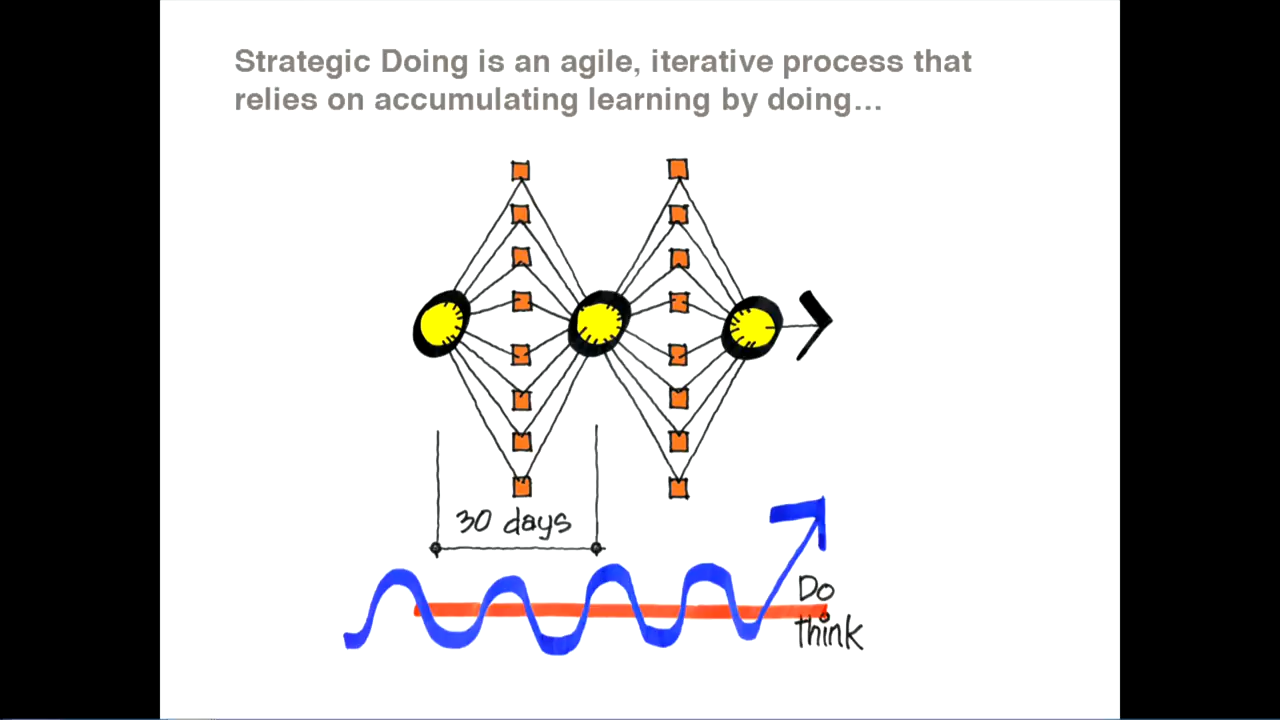 Strategic Doing is an agile, iterative process that
relies on accumulating learning by doing…
30 days
Do
think